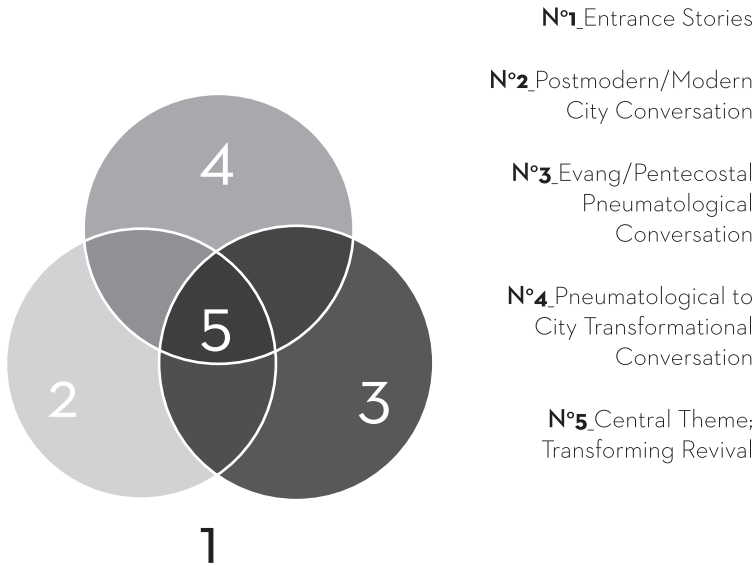 N°1_Entrance Stories
N°2_Postmodern/Modern
City Conversation
N°3_Evang/Pentecostal
Pneumatological
Conversation
N°4_Pneumatological to
City Transformational
Conversation
N°5_Central Theme;
Transforming Revival
4
5
2
3
1